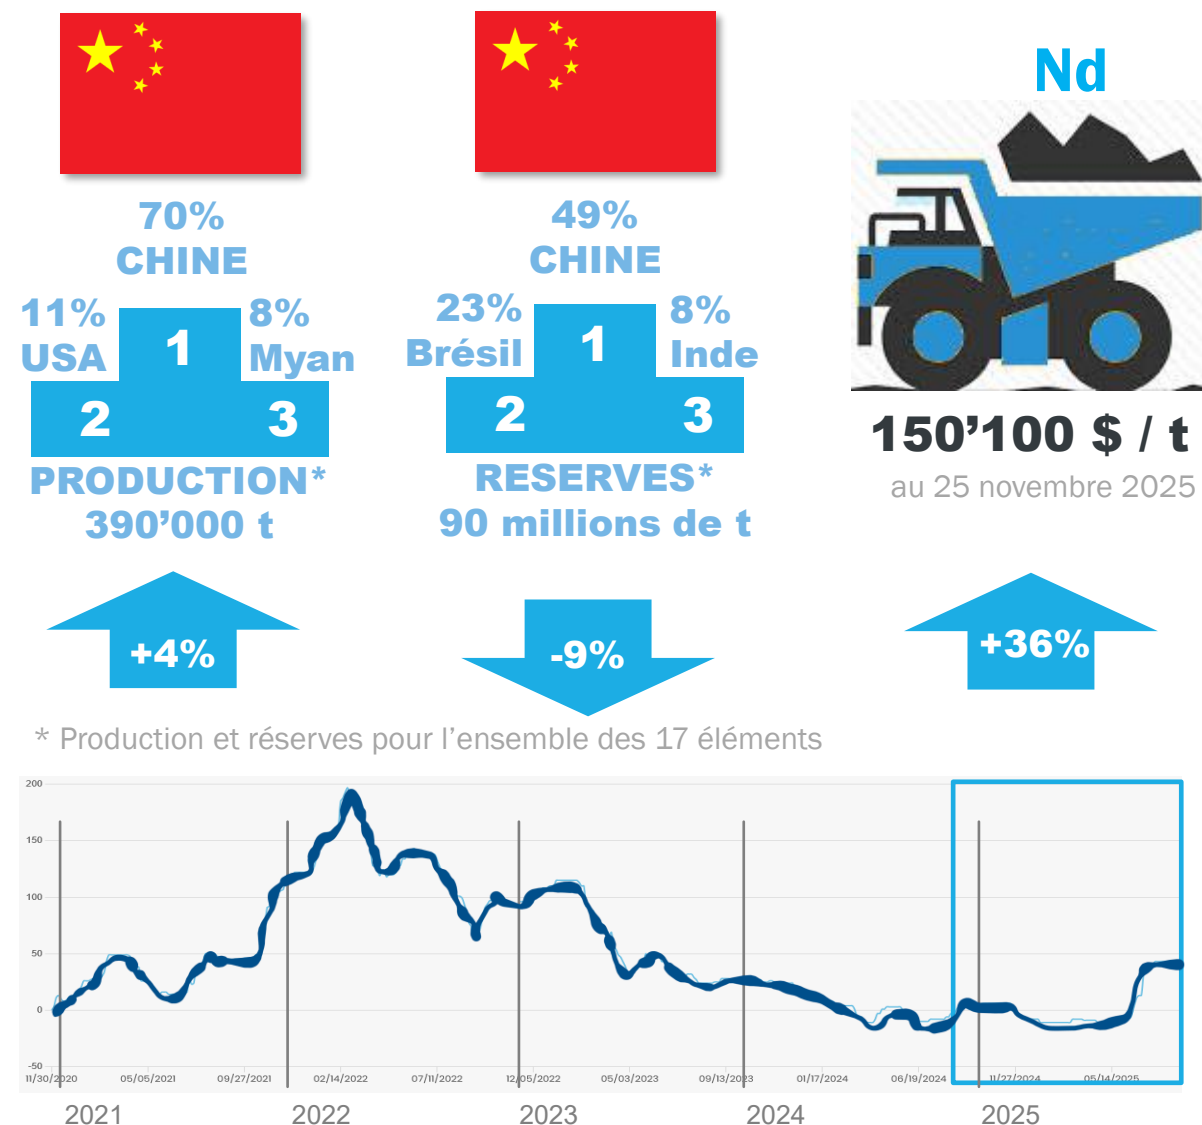 70%
CHINE
11%
USA
8%
Myan
1
2
3
PRODUCTION*
390’000 t
+4%
49%
CHINE
23%
Brésil
8%
Inde
1
2
3
RESERVES*
90 millions de t
-9%
Nd
150’100 $ / t
au 25 novembre 2025
+36%
* Production et réserves pour l’ensemble des 17 éléments
200
150
100
50
0
-50
11/30/2020
05/05/2021
09/27/2021
02/14/2022
07/11/2022
12/05/2022
05/03/2023
09/13/2023
01/17/2024
06/19/2024
11/27/2024
05/14/2025
2021
2022
2023
2024
2025